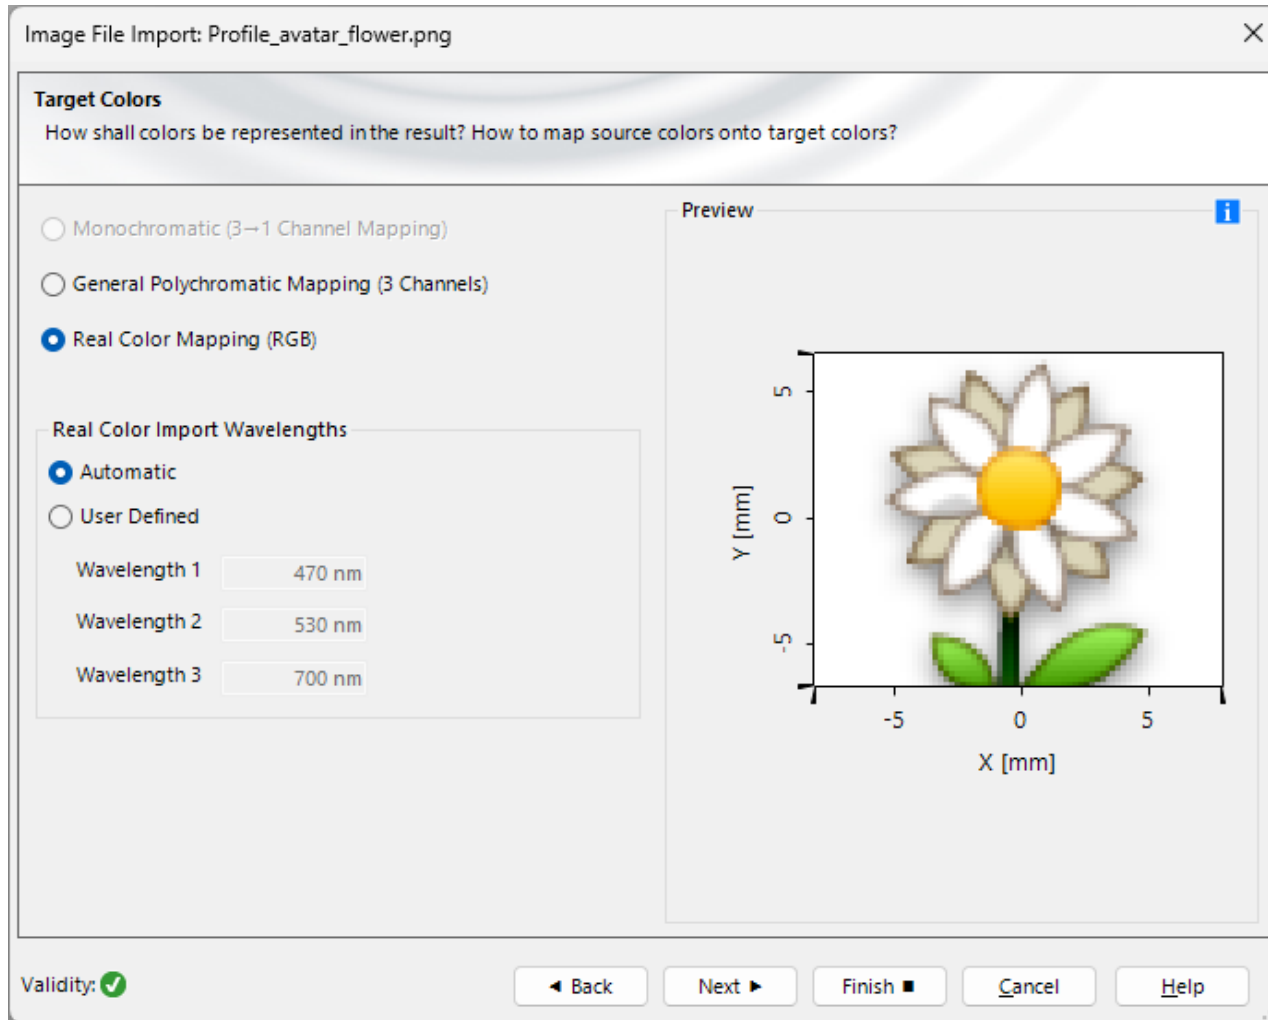 Image File Import: Profile_avatar_flower.png
Target Colors
How shall colors be represented in the result? How to map source colors onto target colors?
Monochromatic (3→1 Channel Mapping)
General Polychromatic Mapping (3 Channels)
Real Color Mapping (RGB)
Real Color Import Wavelengths
Automatic
User Defined
Wavelength 1 470 nm
Wavelength 2 530 nm
Wavelength 3 700 nm
Preview
i
5
0
-5
Y [mm]
-5 0 5
X [mm]
Validity:
◄ Back Next ► Finish ■ Cancel Help